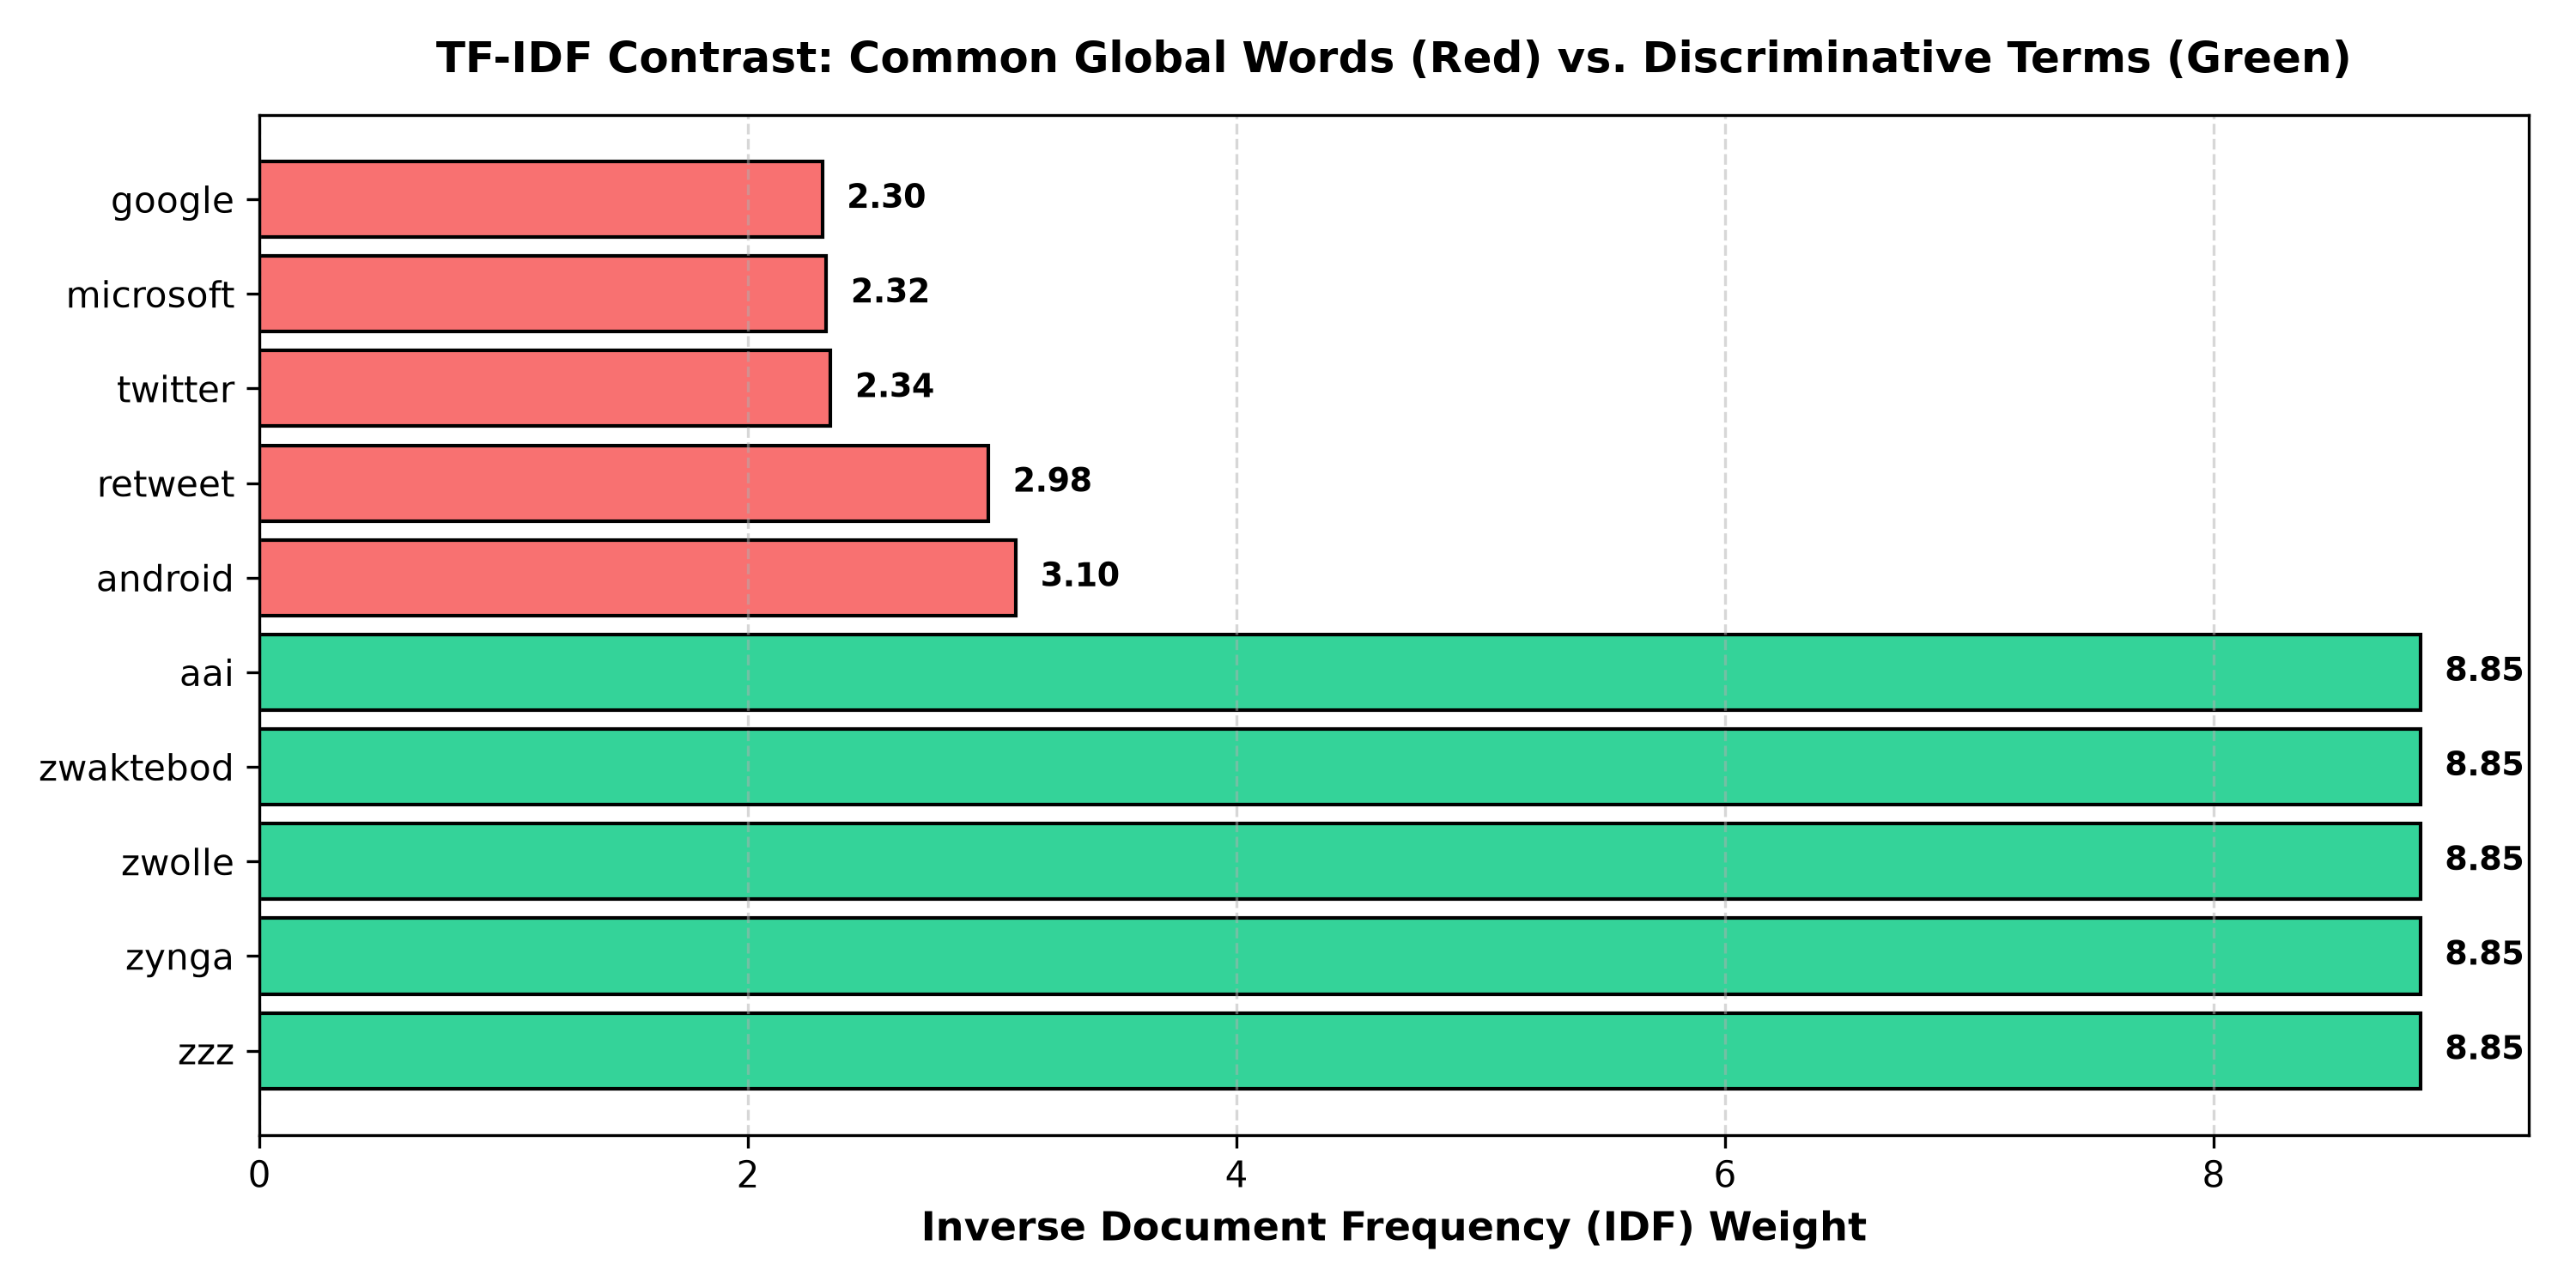 TF-IDF Contrast: Common Global Words (Red) vs. Discriminative Terms (Green)
google 2.30
microsoft 2.32
twitter 2.34
retweet 2.98
android 3.10
aai 8.85
zwaktebod 8.85
zwolle 8.85
zynga 8.85
zzz 8.85
0 2 4 6 8
Inverse Document Frequency (IDF) Weight